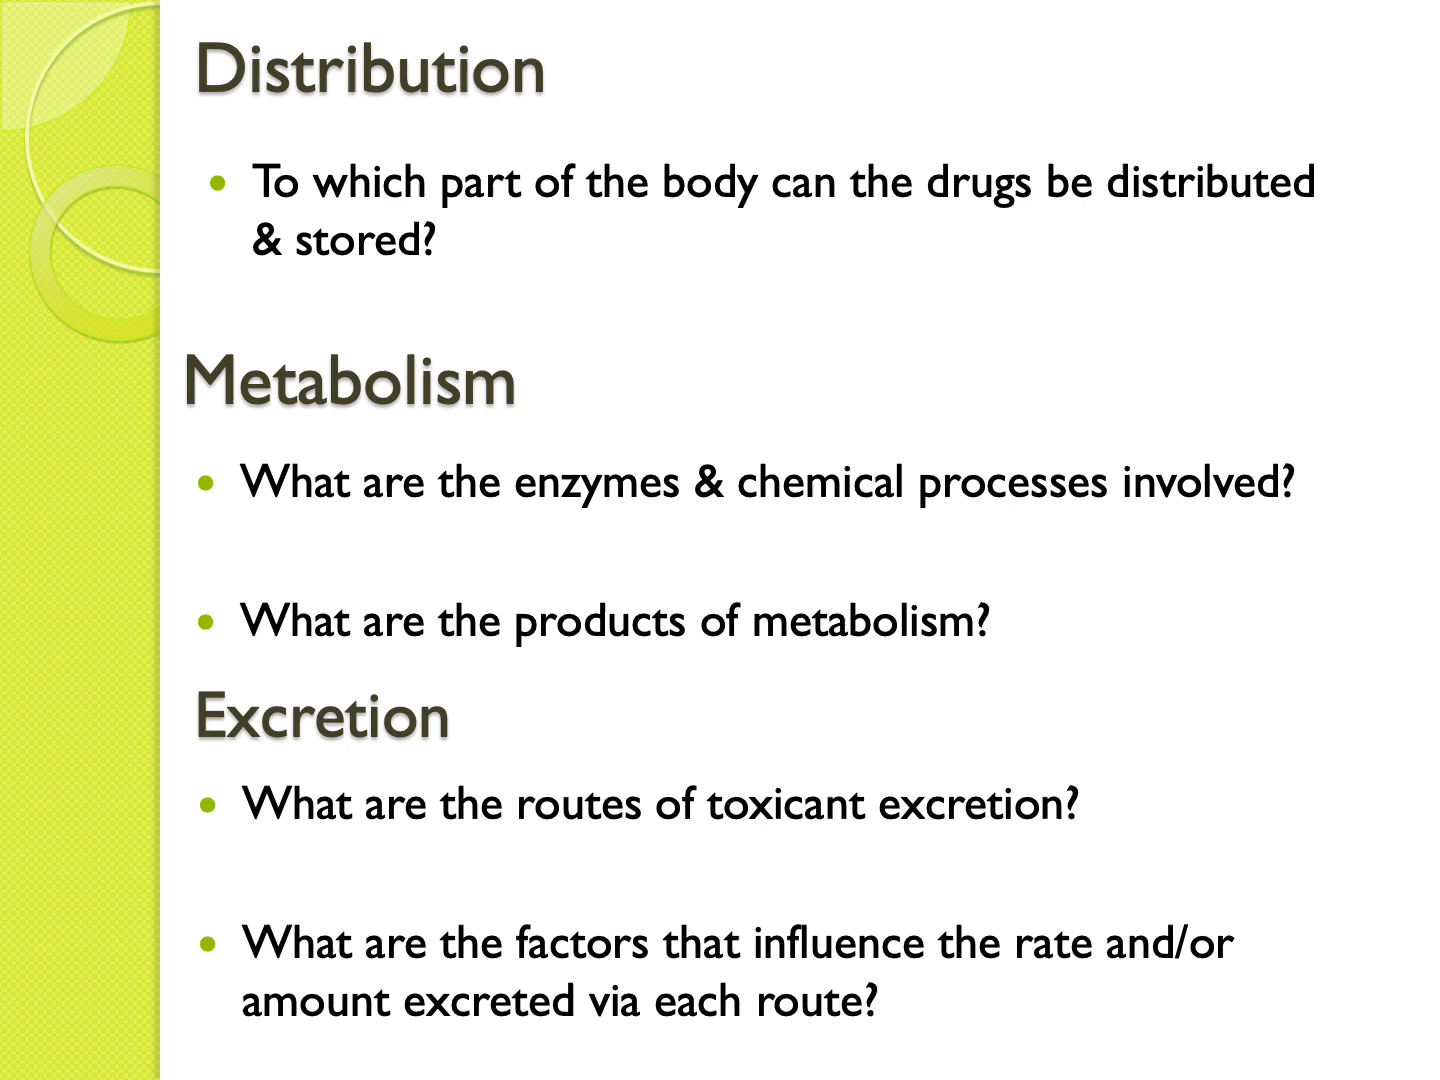 Distribution
• To which part of the body can the drugs be distributed
& stored?
Metabolism
• What are the enzymes & chemical processes involved?
• What are the products of metabolism?
Excretion
• What are the routes of toxicant excretion?
• What are the factors that influence the rate and/or
amount excreted via each route?